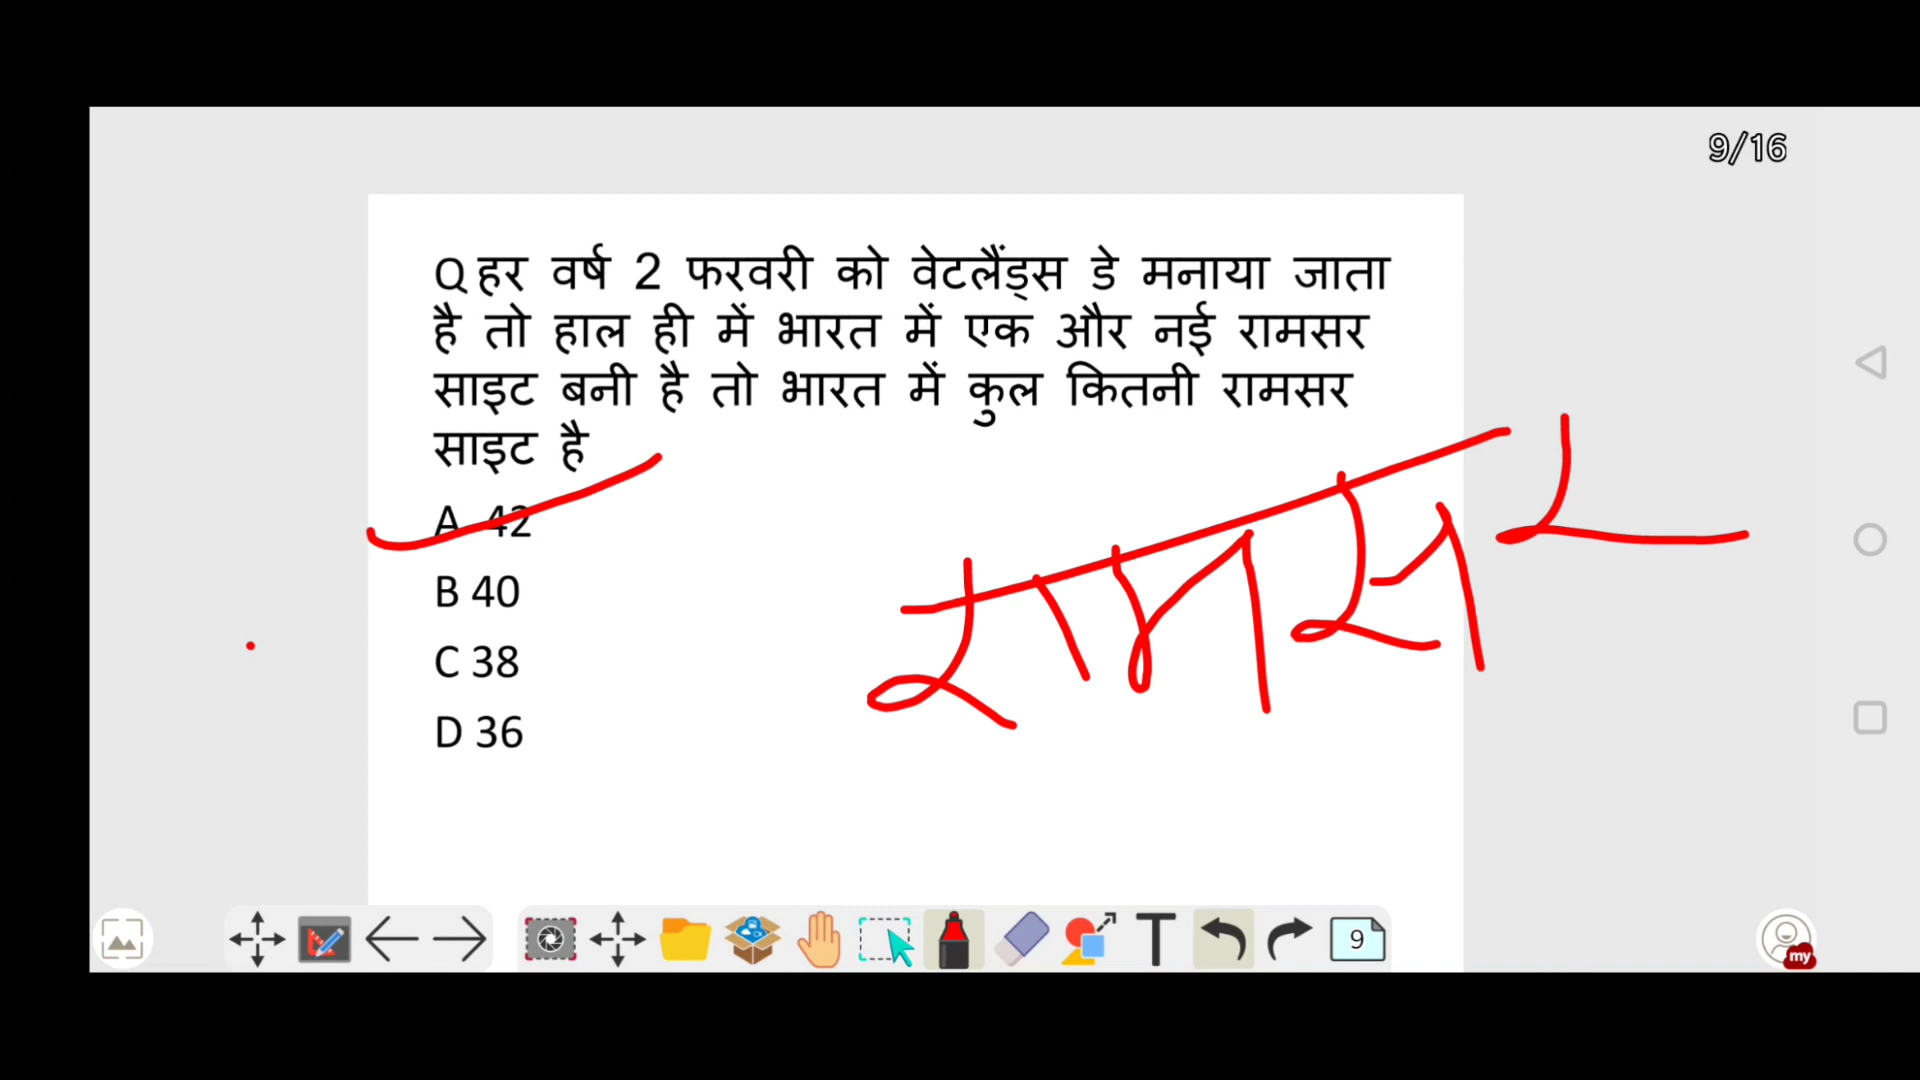 9/16
Q हर वर्ष 2 फरवरी को वेटलैंड्स डे मनाया जाता
है तो हाल ही में भारत में एक और नई रामसर
साइट बनी है तो भारत में कुल कितनी रामसर
साइट है
A 42
B 40
C 38
D 36
रामसर
9
my